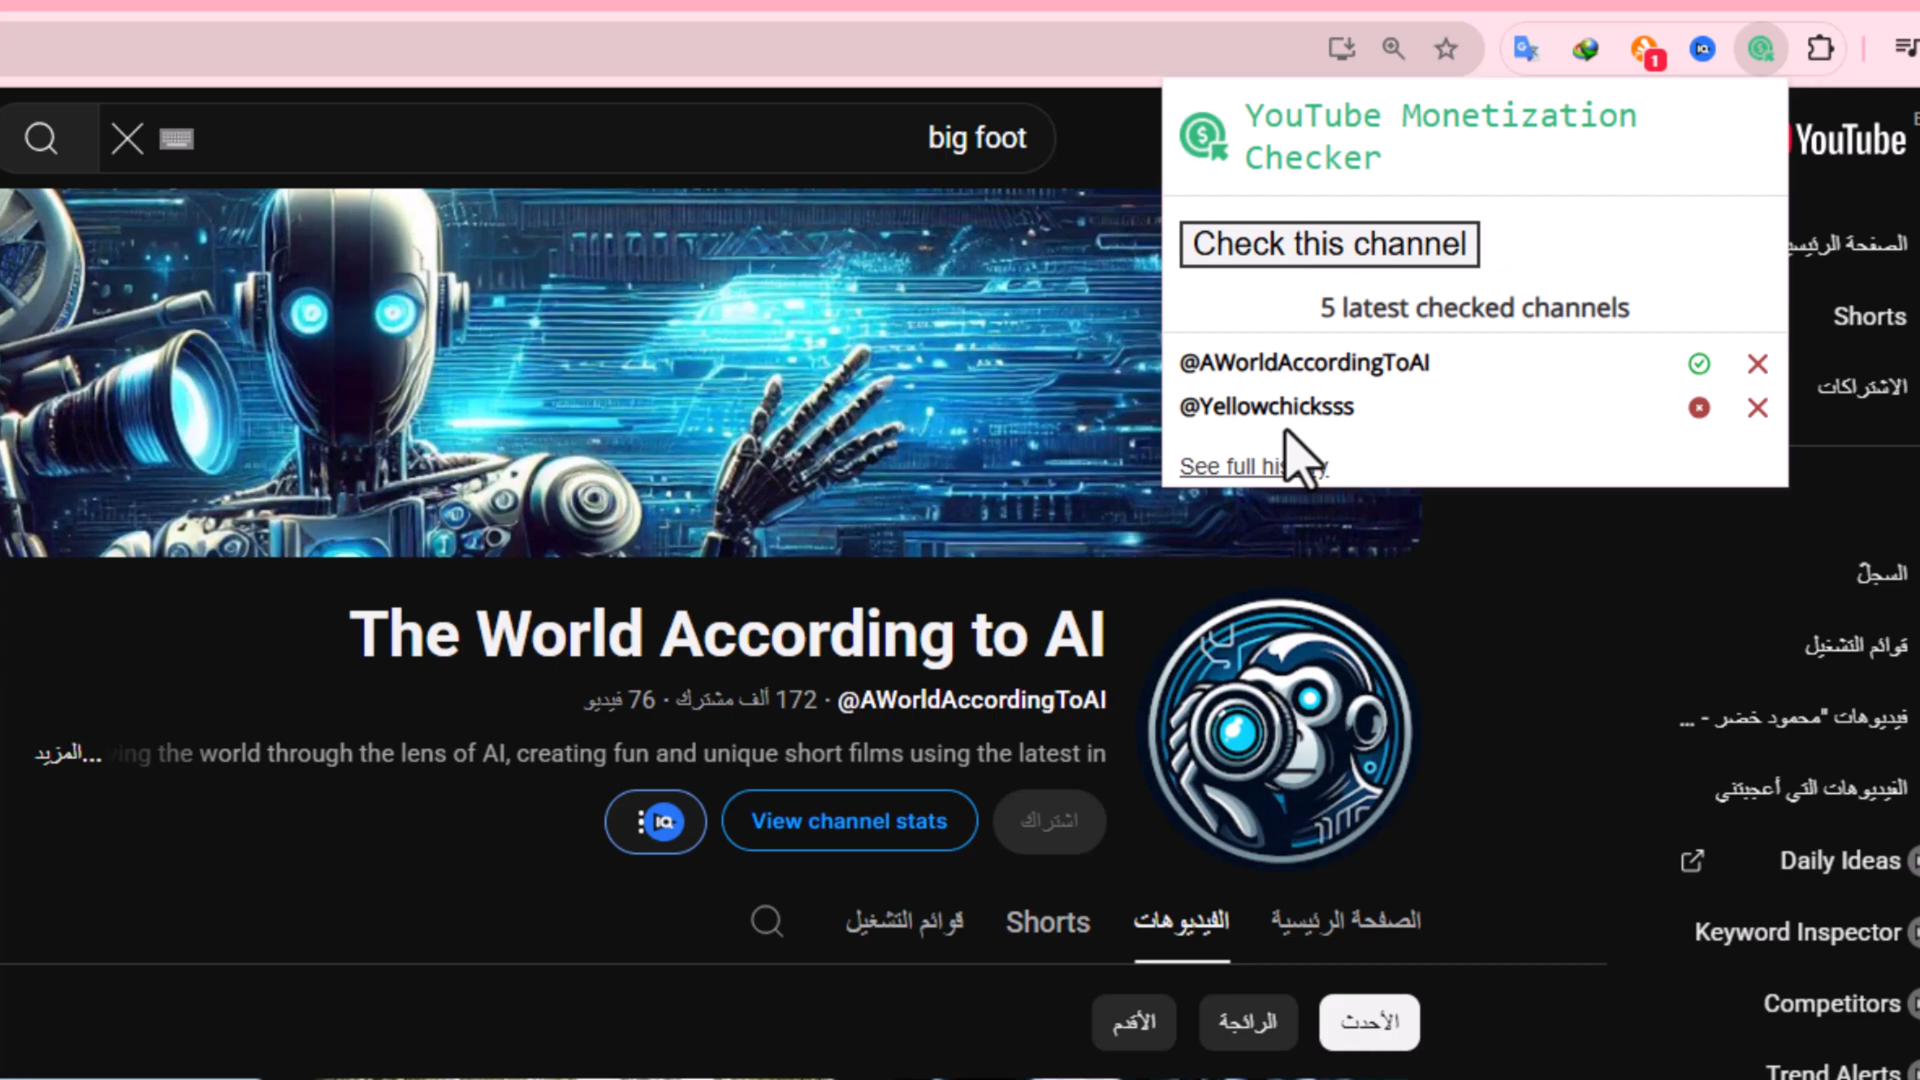 1
big foot
YouTube Monetization
Checker
Check this channel
5 latest checked channels
@AWorldAccordingToAI
@Yellowchicksss
See full
YouTube
الصفحة
Shorts
الاشتراكات
السجلّ
قوائم التشغيل
فيديوهات "محمود خضر - ...
الفيديوهات التي أعجبتني
Daily Ideas
Keyword Inspector
Competitors
Trend Alerts
The World According to AI
@AWorldAccordingToAI · 172 ألف مشترك · 76 فيديو
the world through the lens of AI, creating fun and unique short films using the latest in ...المزيد
اشتراك
View channel stats
IQ
الصفحة الرئيسية
الفيديوهات
Shorts
قوائم التشغيل
الأحدث
الرائجة
الأقدم